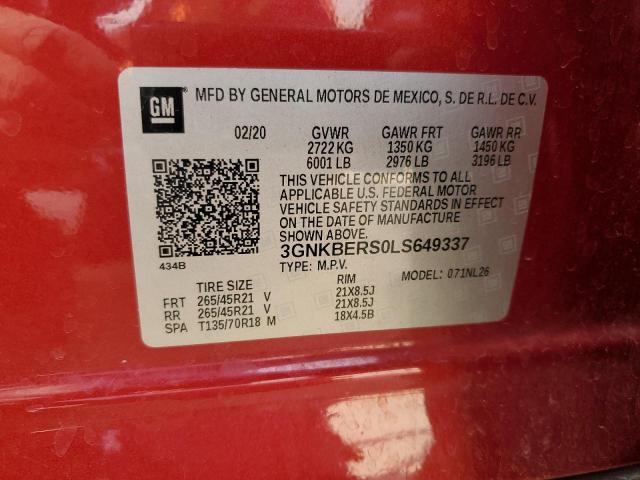 GM MFD BY GENERAL MOTORS DE MEXICO, S. DE R.L. DE C.V.
02/20 GVWR GAWR FRT GAWR RR
2722 KG 1350 KG 1450 KG
6001 LB 2976 LB 3196 LB
THIS VEHICLE CONFORMS TO ALL
APPLICABLE U.S. FEDERAL MOTOR
VEHICLE SAFETY STANDARDS IN EFFECT
ON THE DATE OF MANUFACTURE
3GNKBERS0LS649337
434B TYPE: M.P.V. MODEL: 071NL26
TIRE SIZE RIM
FRT 265/45R21 V 21X8.5J
RR 265/45R21 V 21X8.5J
SPA T135/70R18 M 18X4.5B